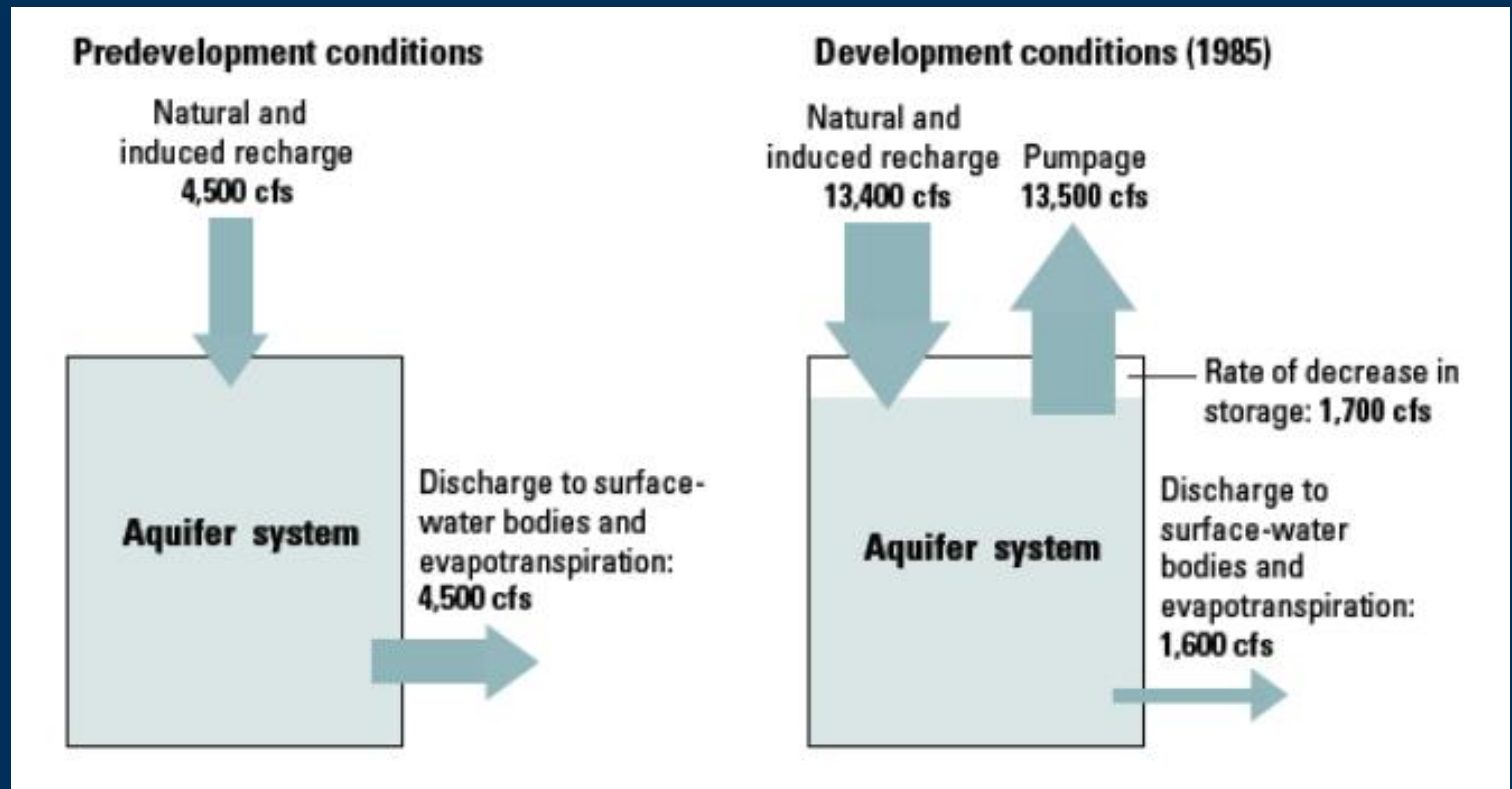 Predevelopment conditions
Natural and
induced recharge
4,500 cfs
Aquifer system
Discharge to surface-
water bodies and
evapotranspiration:
4,500 cfs
Development conditions (1985)
Natural and
induced recharge
13,400 cfs
Pumpage
13,500 cfs
Rate of decrease in
storage: 1,700 cfs
Aquifer system
Discharge to
surface-water
bodies and
evapotranspiration:
1,600 cfs